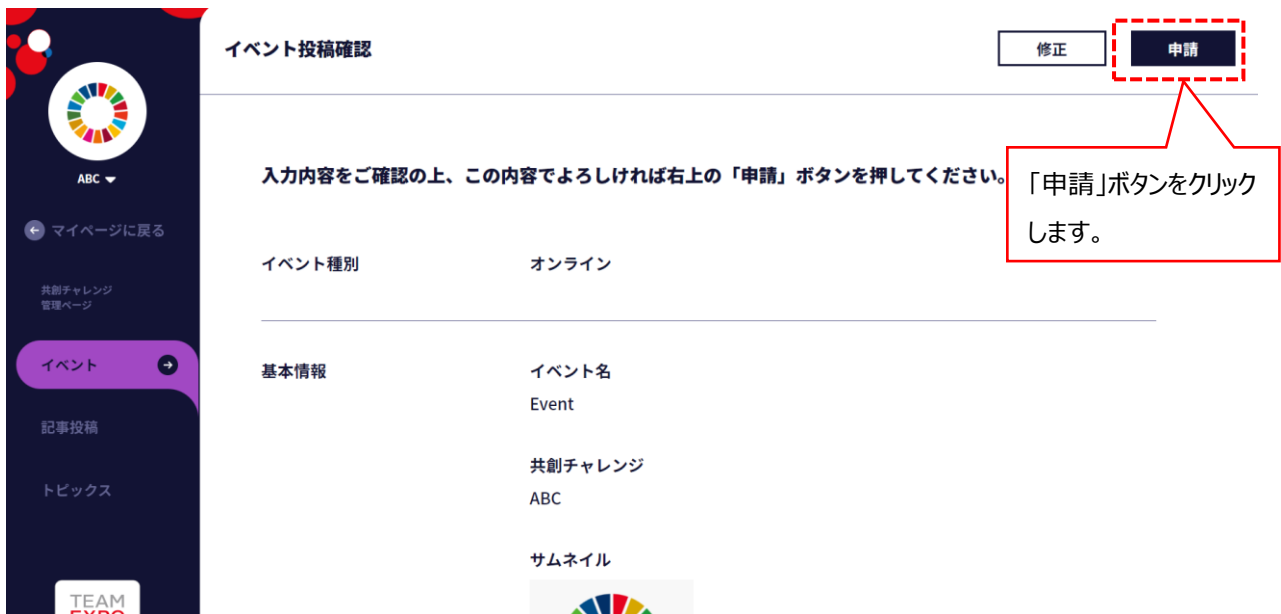 イベント投稿確認
修正
申請
ABC
入力内容をご確認の上、この内容でよろしければ右上の「申請」ボタンを押してください。
「申請」ボタンをクリック
します。
マイページに戻る
イベント種別
オンライン
共創チャレンジ
管理ページ
イベント
基本情報
イベント名
Event
記事投稿
共創チャレンジ
ABC
トピックス
サムネイル
TEAM
EXPO